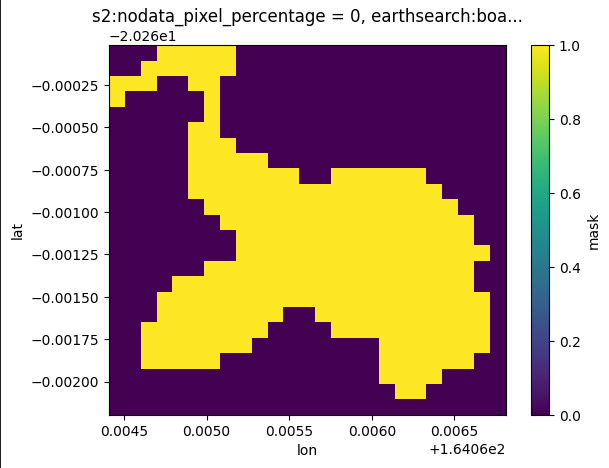 s2:nodata_pixel_percentage = 0, earthsearch:boa...
−2.026e1
−0.00025
−0.00050
−0.00075
−0.00100
−0.00125
−0.00150
−0.00175
−0.00200
lat
0.0045 0.0050 0.0055 0.0060 0.0065
+1.6406e2
lon
1.0
0.8
0.6
0.4
0.2
0.0
mask